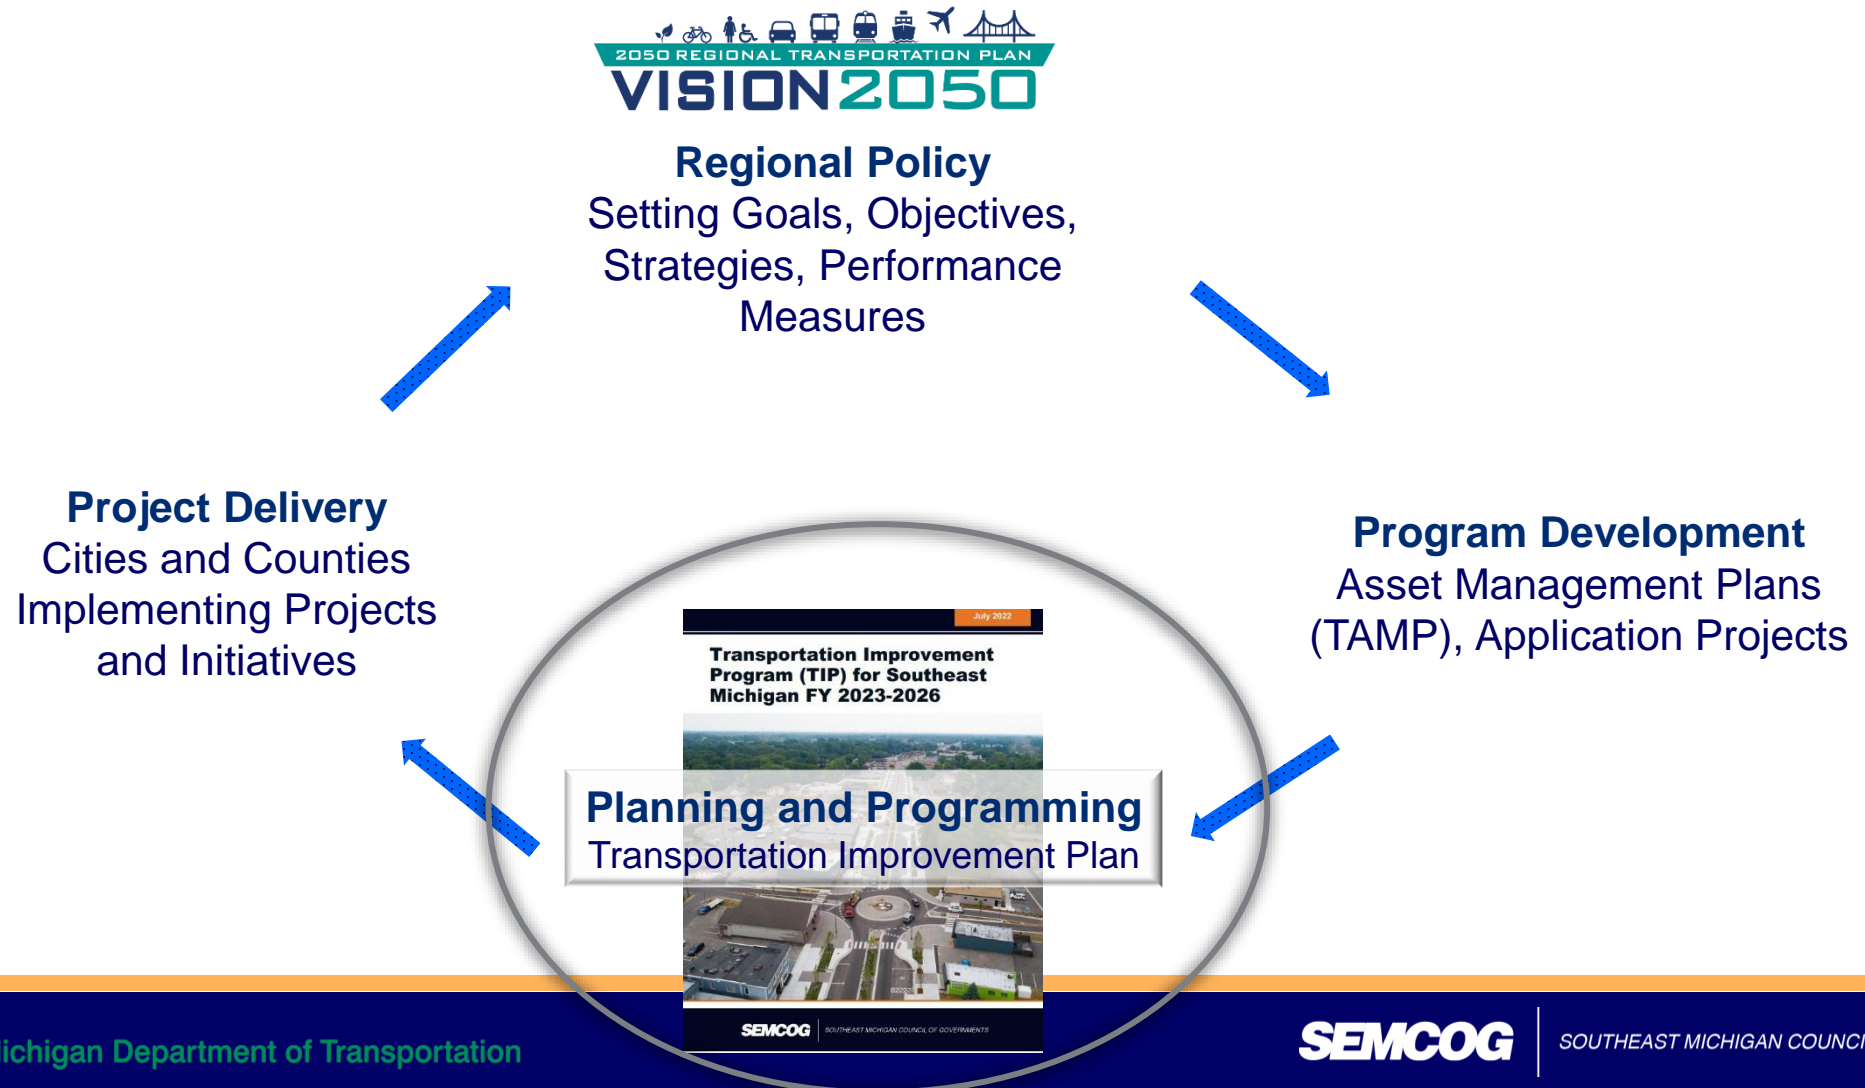 2050 REGIONAL TRANSPORTATION PLAN
VISION2050
Regional Policy
Setting Goals, Objectives,
Strategies, Performance
Measures
Project Delivery
Cities and Counties
Implementing Projects
and Initiatives
Program Development
Asset Management Plans
(TAMP), Application Projects
July 2022
Transportation Improvement
Program (TIP) for Southeast
Michigan FY 2023-2026
Planning and Programming
Transportation Improvement Plan
SEMCOG
SOUTHEAST MICHIGAN COUNCIL OF GOVERNMENTS
ichigan Department of Transportation
SEMCOG
SOUTHEAST MICHIGAN COUNCI